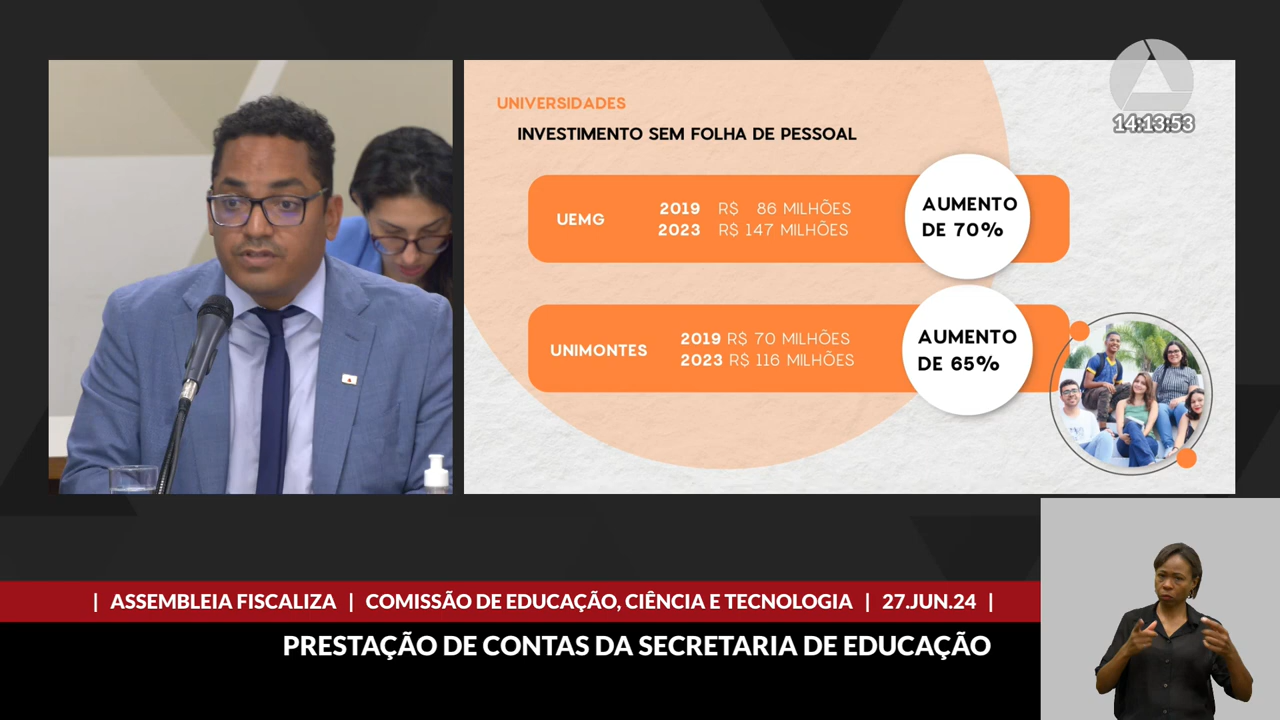 UNIVERSIDADES
INVESTIMENTO SEM FOLHA DE PESSOAL
UEMG
2019 R$ 86 MILHÕES
2023 R$ 147 MILHÕES
AUMENTO
DE 70%
UNIMONTES
2019 R$ 70 MILHÕES
2023 R$ 116 MILHÕES
AUMENTO
DE 65%
14:13:53
| ASSEMBLEIA FISCALIZA | COMISSÃO DE EDUCAÇÃO, CIÊNCIA E TECNOLOGIA | 27.JUN.24 |
PRESTAÇÃO DE CONTAS DA SECRETARIA DE EDUCAÇÃO